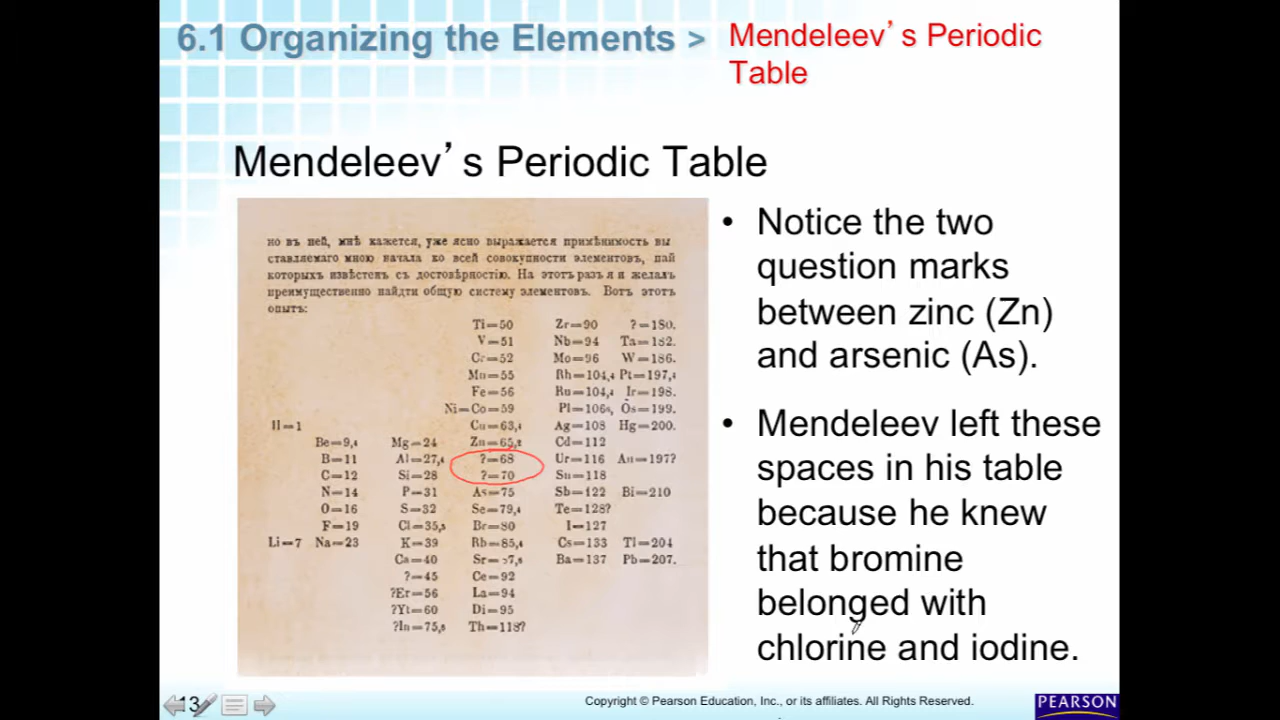 6.1 Organizing the Elements > Mendeleev's Periodic
Table
Mendeleev's Periodic Table
но въ ней, мнѣ кажется, уже ясно выражается примѣнимость вы
ставляемаго мною начала ко всей совокупности элементовъ, пай
которыхъ извѣстенъ съ достовѣрностію. На этотъ разъ я и желалъ
преимущественно найдти общую систему элементовъ. Вотъ этотъ
опытъ:
Ti=50 Zr=90 ?=180.
V=51 Nb=94 Ta=182.
Cr=52 Mo=96 W=186.
Mn=55 Rh=104,4 Pt=197,4
Fe=56 Ru=104,4 Ir=198.
Ni=Co=59 Pl=106₆, Os=199.
H=1 Cu=63,4 Ag=108 Hg=200.
Be=9,4 Mg=24 Zn=65,2 Cd=112
B=11 Al=27,4 ?=68 Ur=116 Au=197?
C=12 Si=28 ?=70 Sn=118
N=14 P=31 As=75 Sb=122 Bi=210
O=16 S=32 Se=79,4 Te=128?
F=19 Cl=35,5 Br=80 I=127
Li=7 Na=23 K=39 Rb=85,4 Cs=133 Tl=204
Ca=40 Sr=87,6 Ba=137 Pb=207.
?=45 Ce=92
?Er=56 La=94
?Yt=60 Di=95
?In=75,6 Th=118?
• Notice the two
question marks
between zinc (Zn)
and arsenic (As).
• Mendeleev left these
spaces in his table
because he knew
that bromine
belonged with
chlorine and iodine.
13
Copyright © Pearson Education, Inc., or its affiliates. All Rights Reserved.
PEARSON